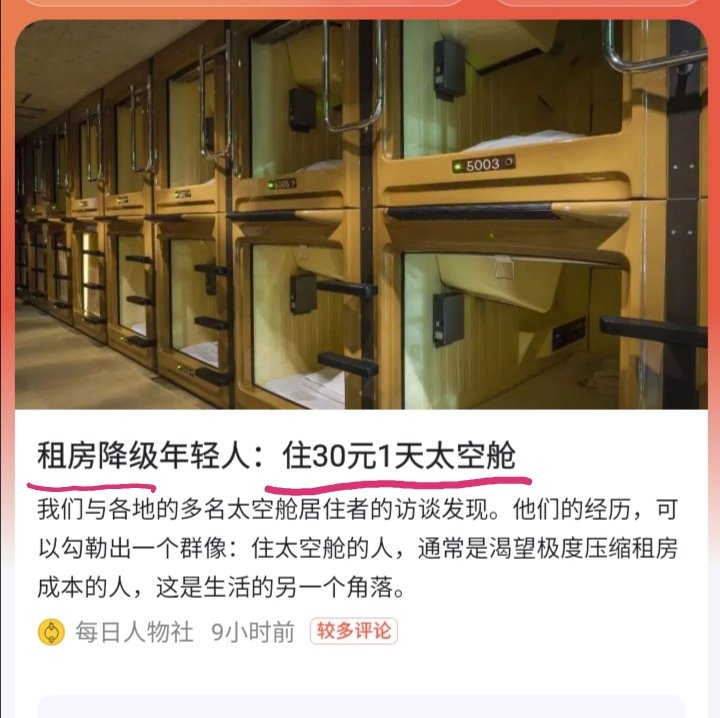 5003
5005
租房降级年轻人：住30元1天太空舱
我们与各地的多名太空舱居住者的访谈发现。他们的经历，可
以勾勒出一个群像：住太空舱的人，通常是渴望极度压缩租房
成本的人，这是生活的另一个角落。
每日人物社 9小时前 较多评论